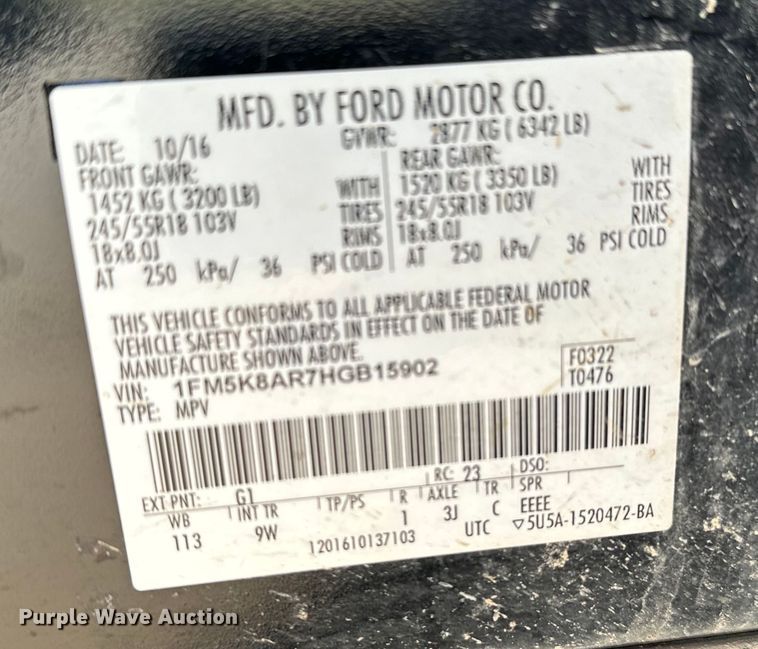 MFD. BY FORD MOTOR CO.
DATE: 10/16 GVWR: 2877 KG ( 6342 LB)
FRONT GAWR: REAR GAWR:
1452 KG ( 3200 LB) WITH 1520 KG ( 3350 LB) WITH
245/55R18 103V TIRES 245/55R18 103V TIRES
18x8.0J RIMS 18x8.0J RIMS
AT 250 kPa/ 36 PSI COLD AT 250 kPa/ 36 PSI COLD
THIS VEHICLE CONFORMS TO ALL APPLICABLE FEDERAL MOTOR
VEHICLE SAFETY STANDARDS IN EFFECT ON THE DATE OF
MANUFACTURE SHOWN ABOVE
VIN: 1FM5K8AR7HGB15902 F0322
TYPE: MPV T0476
EXT PNT: G1 RC: 23 DSO:
WB INT TR TP/PS R AXLE TR SPR
113 9W 1 3J C EEEE
1201610137103 UTC ▽5U5A-1520472-BA
Purple Wave Auction